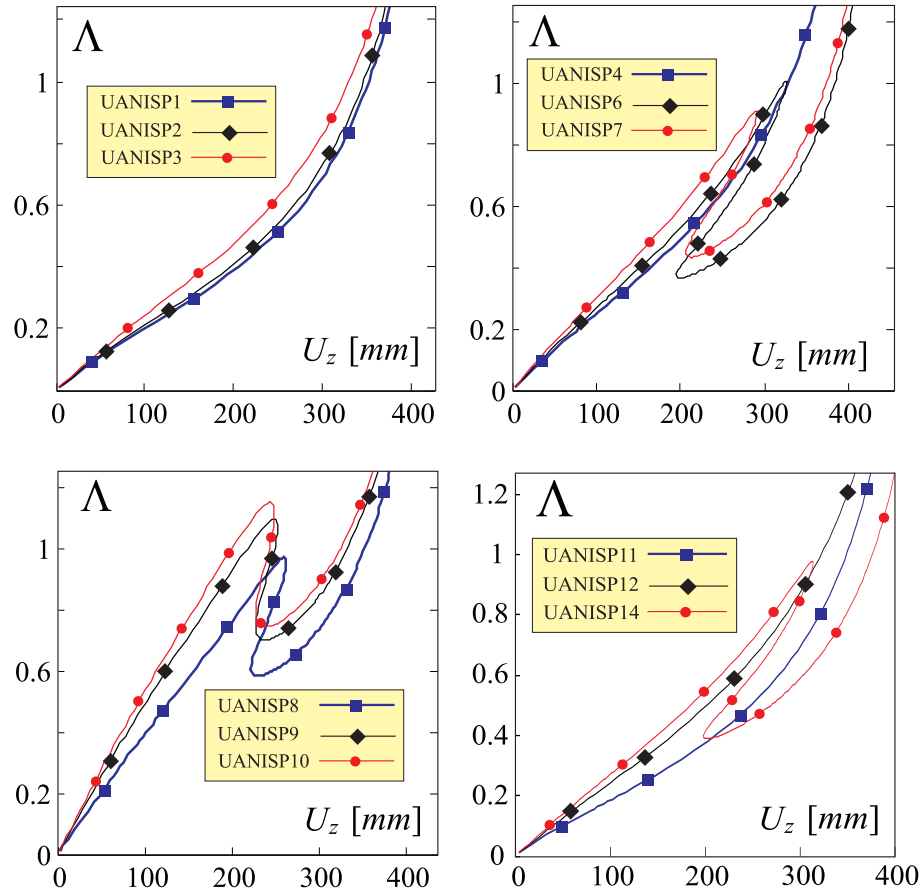 Λ
1
0.6
0.2
0
UANISP1
UANISP2
UANISP3
U_z [mm]
0 100 200 300 400
Λ
1
0.6
0.2
0
UANISP4
UANISP6
UANISP7
U_z [mm]
0 100 200 300 400
Λ
1
0.6
0.2
0
UANISP8
UANISP9
UANISP10
U_z [mm]
0 100 200 300 400
Λ
1.2
1
0.8
0.6
0.4
0.2
0
UANISP11
UANISP12
UANISP14
U_z [mm]
0 100 200 300 400